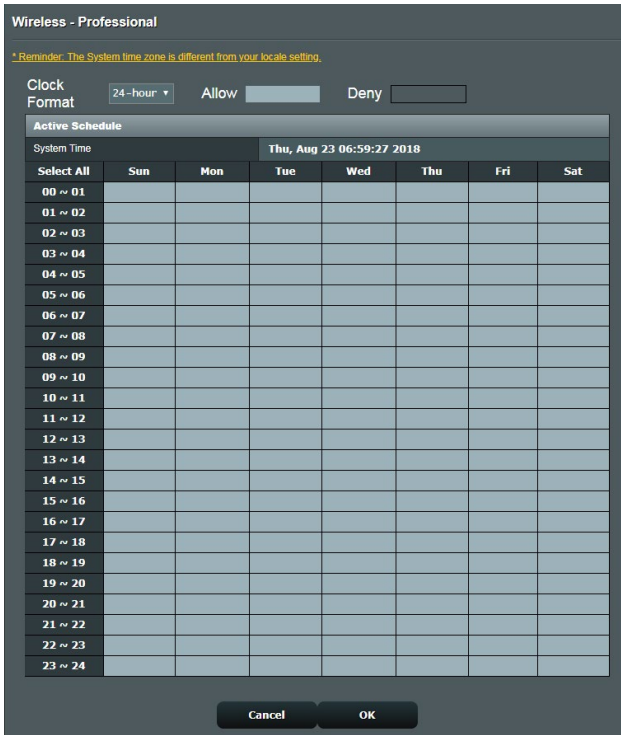 Wireless - Professional
* Reminder: The System time zone is different from your locale setting.
Clock Format 24-hour Allow Deny
Active Schedule
System Time Thu, Aug 23 06:59:27 2018
Select All Sun Mon Tue Wed Thu Fri Sat
00 ~ 01
01 ~ 02
02 ~ 03
03 ~ 04
04 ~ 05
05 ~ 06
06 ~ 07
07 ~ 08
08 ~ 09
09 ~ 10
10 ~ 11
11 ~ 12
12 ~ 13
13 ~ 14
14 ~ 15
15 ~ 16
16 ~ 17
17 ~ 18
18 ~ 19
19 ~ 20
20 ~ 21
21 ~ 22
22 ~ 23
23 ~ 24
Cancel OK